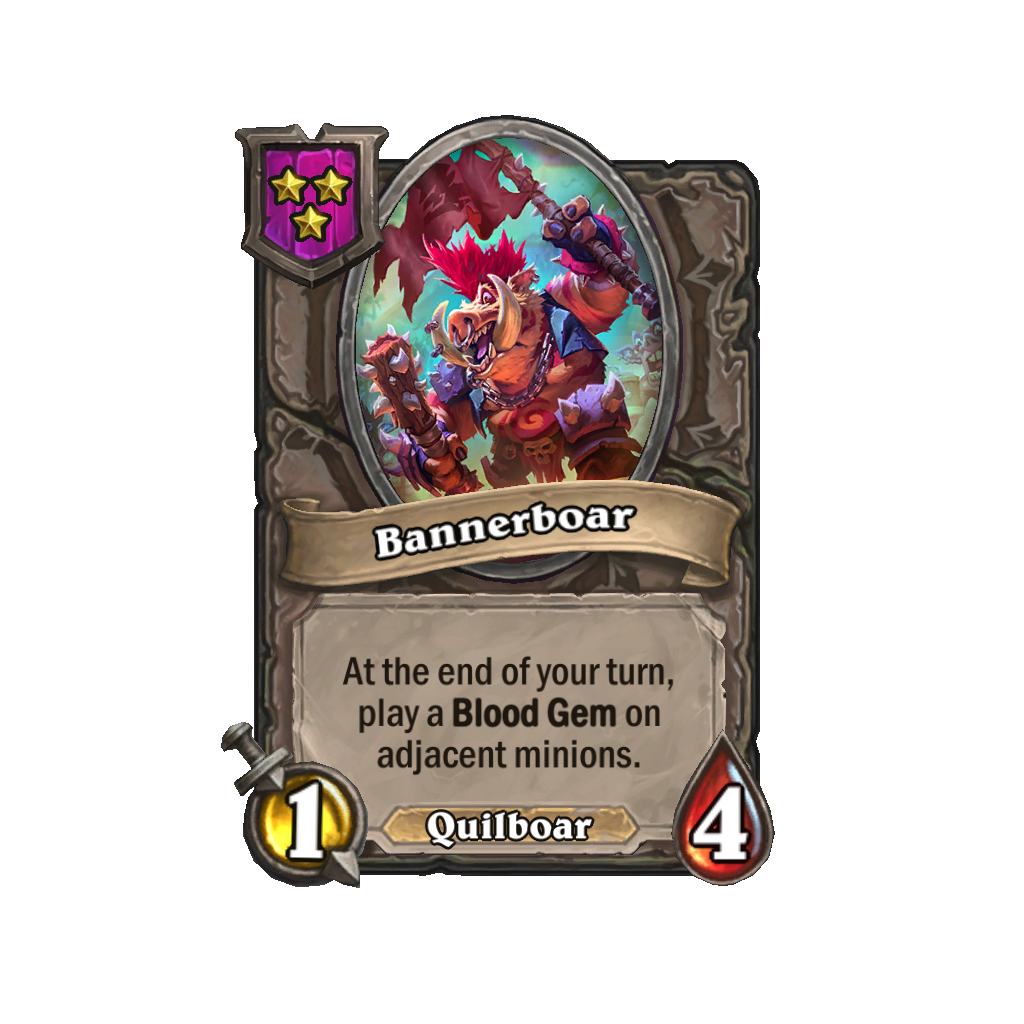 Bannerboar
At the end of your turn,
play a Blood Gem on
adjacent minions.
1
Quilboar
4